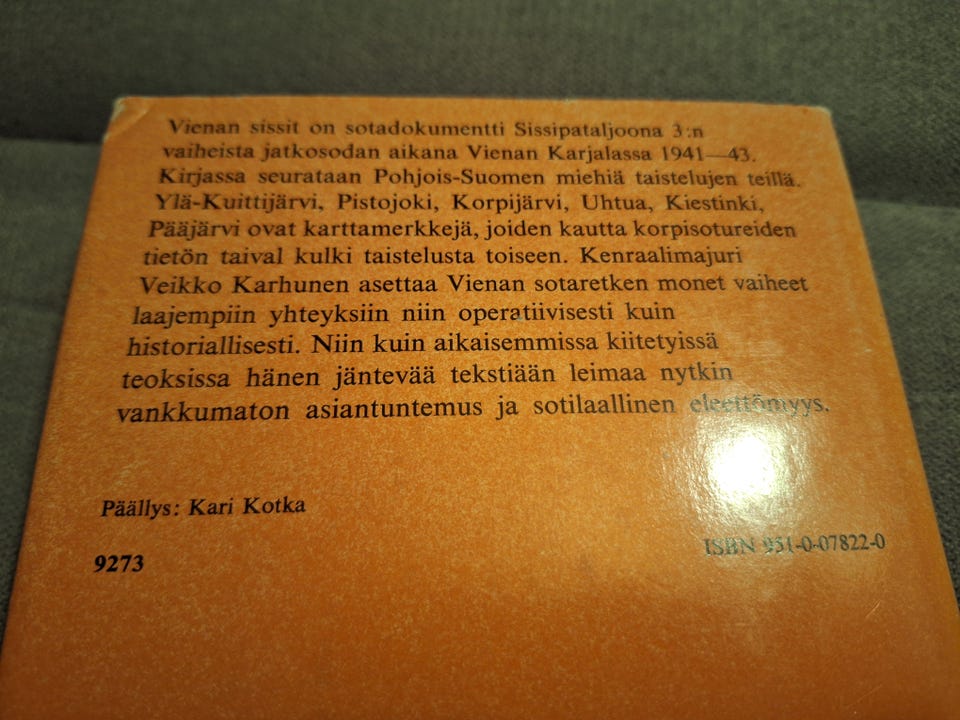 Vienan sissit on sotadokumentti Sissipataljoona 3:n
vaiheista jatkosodan aikana Vienan Karjalassa 1941—43.
Kirjassa seurataan Pohjois-Suomen miehiä taistelujen teillä.
Ylä-Kuittijärvi, Pistojoki, Korpijärvi, Uhtua, Kiestinki,
Pääjärvi ovat karttamerkkejä, joiden kautta korpisotureiden
tietön taival kulki taistelusta toiseen. Kenraalimajuri
Veikko Karhunen asettaa Vienan sotaretken monet vaiheet
laajempiin yhteyksiin niin operatiivisesti kuin
historiallisesti. Niin kuin aikaisemmissa kiitetyissä
teoksissa hänen jäntevää tekstiään leimaa nytkin
vankkumaton asiantuntemus ja sotilaallinen eleettömyys.
Päällys: Kari Kotka
9273
ISBN 951-0-07822-0